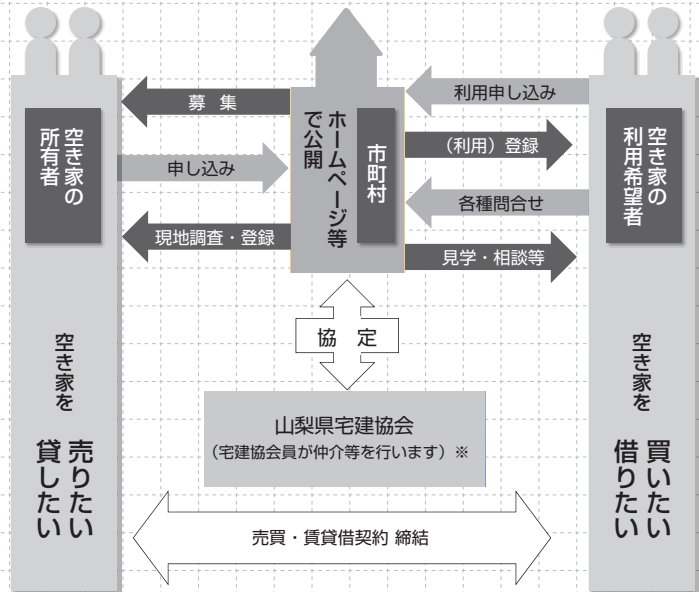 空き家の
所有者
空き家を
売りたい
貸したい
募 集
申し込み
現地調査・登録
市町村
ホームページ等
で公開
利用申し込み
（利用）登録
各種問合せ
見学・相談等
空き家の
利用希望者
空き家を
買いたい
借りたい
協 定
山梨県宅建協会
（宅建協会員が仲介等を行います）※
売買・賃貸借契約 締結